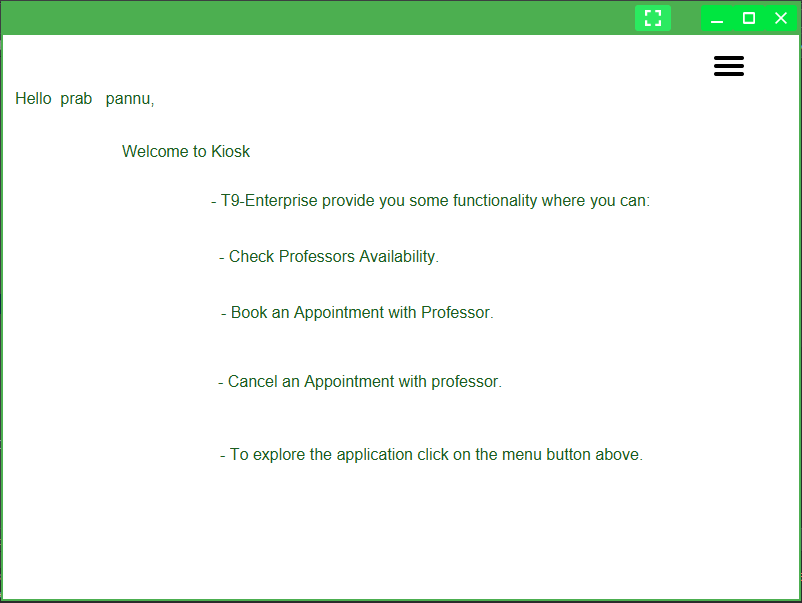 Hello prab pannu,
Welcome to Kiosk
- T9-Enterprise provide you some functionality where you can:
- Check Professors Availability.
- Book an Appointment with Professor.
- Cancel an Appointment with professor.
- To explore the application click on the menu button above.